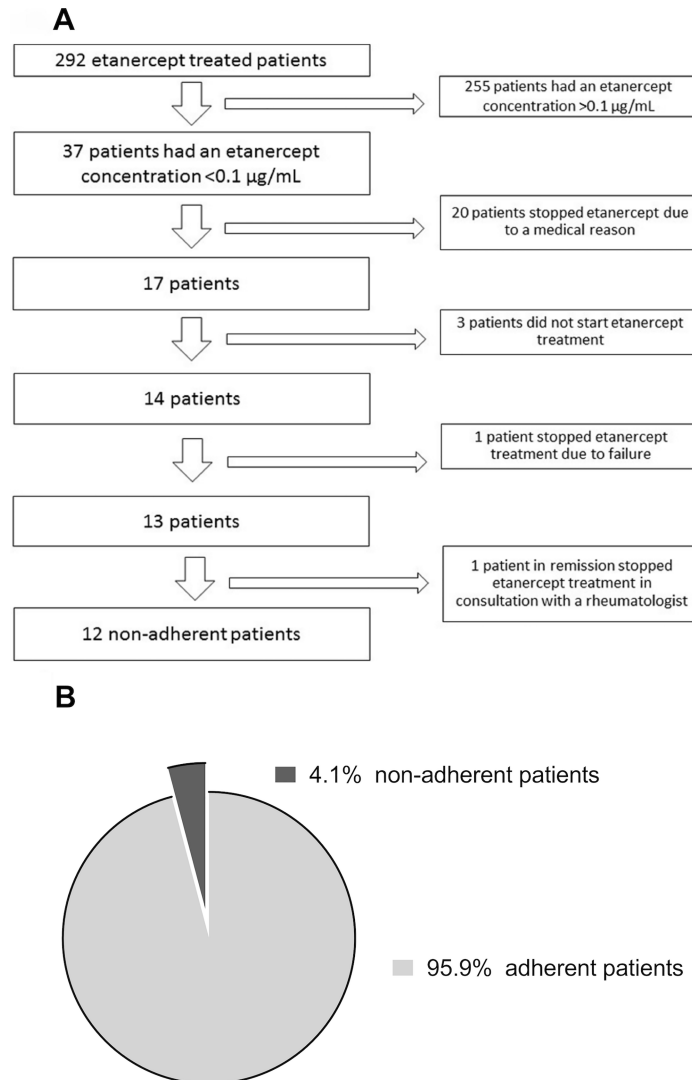 A
292 etanercept treated patients
255 patients had an etanercept
concentration >0.1 µg/mL
37 patients had an etanercept
concentration <0.1 µg/mL
20 patients stopped etanercept due
to a medical reason
17 patients
3 patients did not start etanercept
treatment
14 patients
1 patient stopped etanercept
treatment due to failure
13 patients
1 patient in remission stopped
etanercept treatment in
consultation with a rheumatologist
12 non-adherent patients
B
4.1% non-adherent patients
95.9% adherent patients